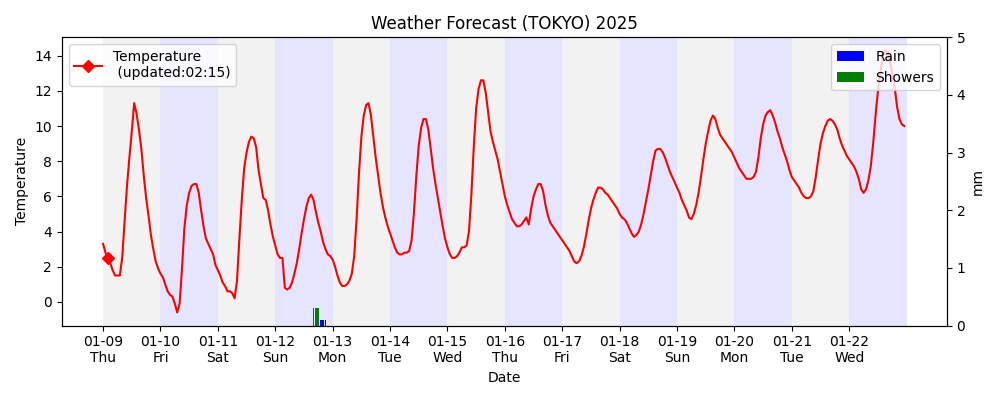 Weather Forecast (TOKYO) 2025
Temperature
(updated:02:15)
Rain
Showers
14
12
10
8
6
4
2
0
Temperature
5
4
3
2
1
0
mm
01-09 01-10 01-11 01-12 01-13 01-14 01-15 01-16 01-17 01-18 01-19 01-20 01-21 01-22
Thu Fri Sat Sun Mon Tue Wed Thu Fri Sat Sun Mon Tue Wed
Date